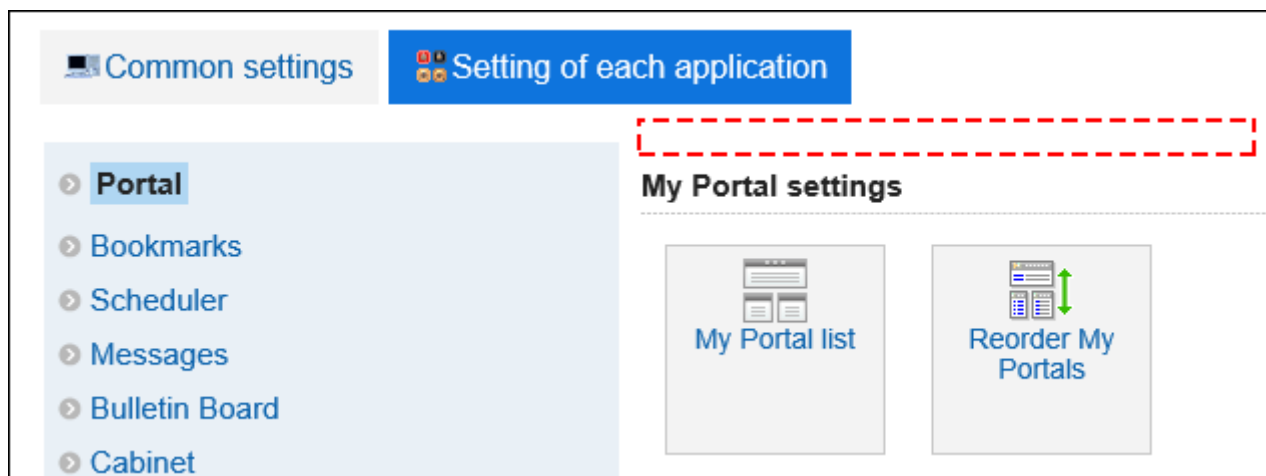 Common settings
Setting of each application
Portal
Bookmarks
Scheduler
Messages
Bulletin Board
Cabinet
My Portal settings
My Portal list
Reorder My
Portals